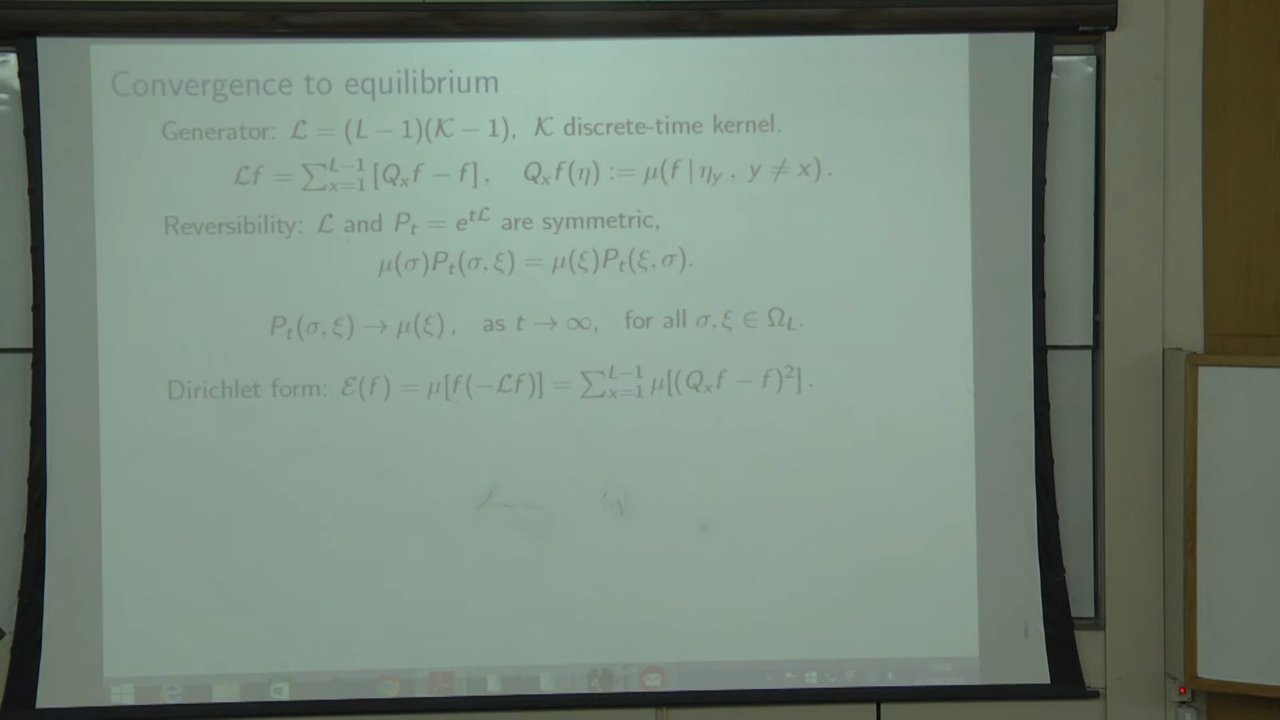 Convergence to equilibrium
Generator: ℒ = (L − 1)(𝒦 − 1), 𝒦 discrete-time kernel.
ℒf = ∑_{x=1}^{L−1} [Q_x f − f], Q_x f(η) := μ(f | η_y , y ≠ x).
Reversibility: ℒ and P_t = e^{tℒ} are symmetric,
μ(σ)P_t(σ, ξ) = μ(ξ)P_t(ξ, σ).
P_t(σ, ξ) → μ(ξ), as t → ∞, for all σ, ξ ∈ Ω_L.
Dirichlet form: ℰ(f) = μ[f(−ℒf)] = ∑_{x=1}^{L−1} μ[(Q_x f − f)²].